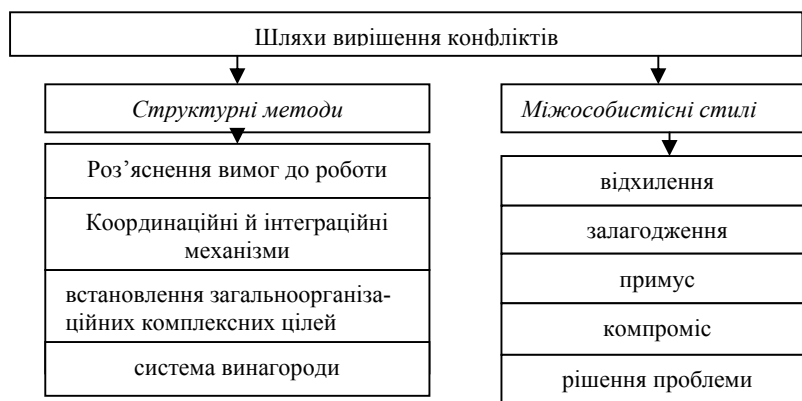 Шляхи вирішення конфліктів
Структурні методи
Роз’яснення вимог до роботи
Координаційні й інтеграційні
механізми
встановлення загальноорганіза-
ційних комплексних цілей
система винагороди
Міжособистісні стилі
відхилення
залагодження
примус
компроміс
рішення проблеми